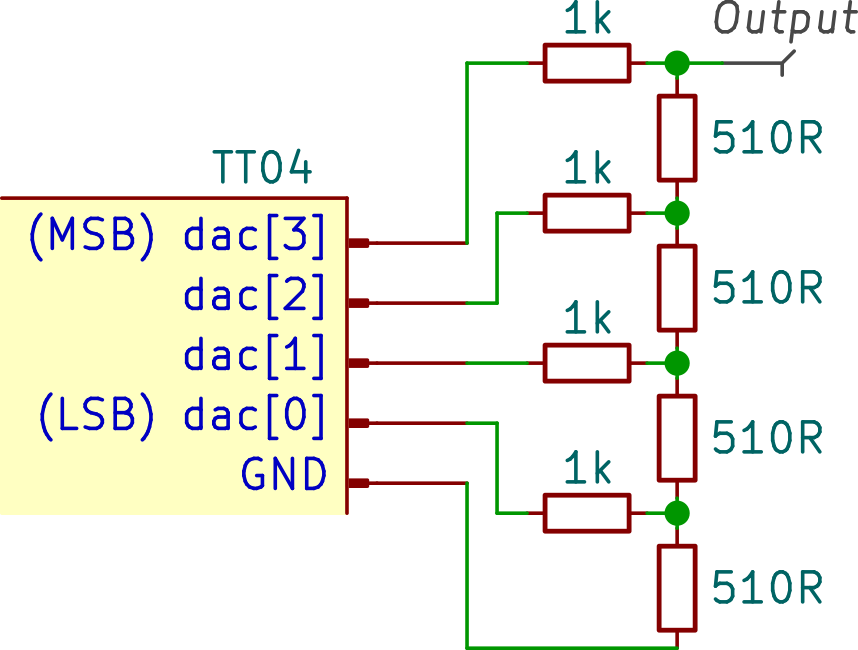 1k
Output
510R
TT04
1k
(MSB) dac[3]
dac[2]
510R
1k
dac[1]
(LSB) dac[0]
510R
1k
GND
510R